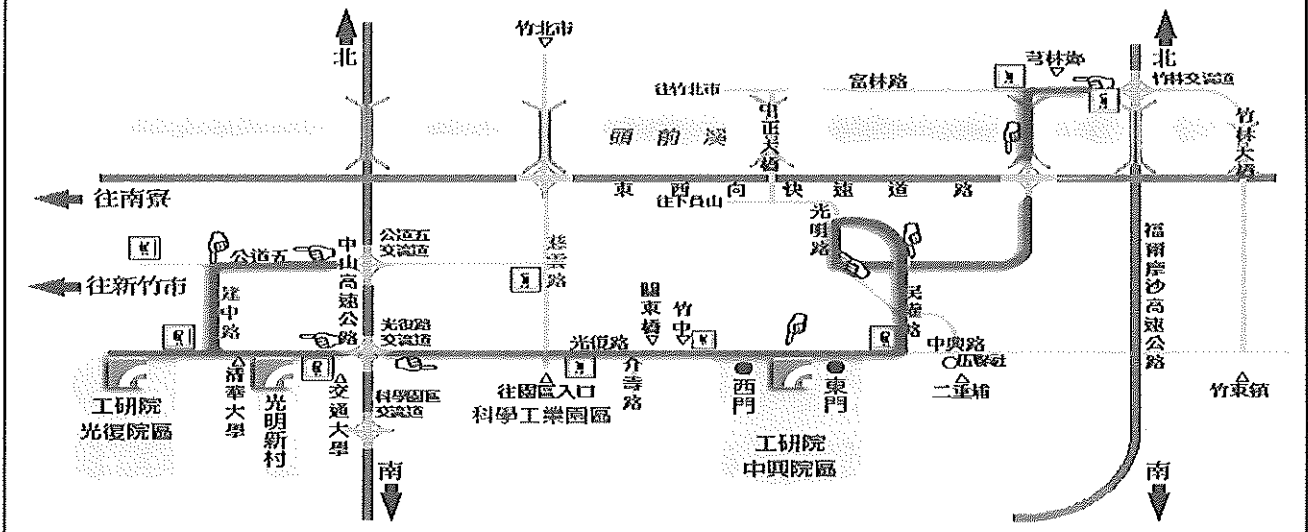 北
竹北市
北
芎林鄉
竹林交流道
往竹北市
富林路
中正大橋
竹林大橋
頭前溪
東西向快速道路
往南寮
往下員山
光明路
公道五
中山高速公路
公道五
交流道
慈雲路
福爾摩沙高速公路
往新竹市
建中路
關東橋
竹中
民權路
光復路
交流道
光復路
中興路
介壽路
清華大學
光明新村
交通大學
科學園區
交流道
往園區入口
科學工業園區
西門
東門
二重埔
竹東鎮
工研院
光復院區
工研院
中興院區
南
南